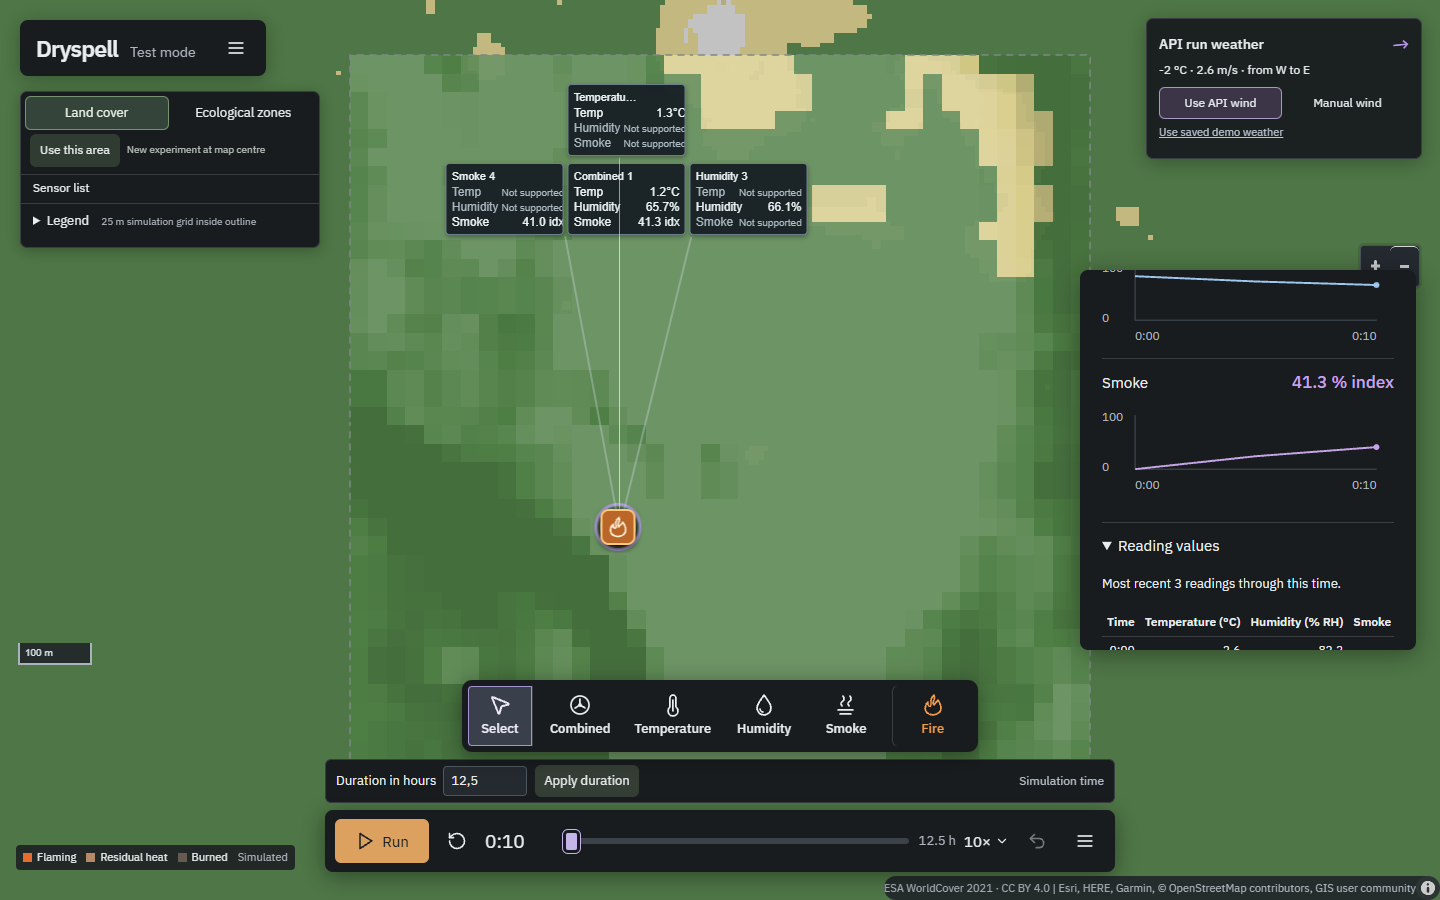 Dryspell Test mode
Land cover Ecological zones
Use this area New experiment at map centre
Sensor list
Legend 25 m simulation grid inside outline
API run weather
-2 °C · 2.6 m/s · from W to E
Use API wind Manual wind
Use saved demo weather
Temperatu...
Temp 1.3°C
Humidity Not supported
Smoke Not supported
Smoke 4
Temp Not supported
Humidity Not supported
Smoke 41.0 idx
Combined 1
Temp 1.2°C
Humidity 65.7%
Smoke 41.3 idx
Humidity 3
Temp Not supported
Humidity 66.1%
Smoke Not supported
+ −
100
0
0:00 0:10
Smoke 41.3 % index
100
0
0:00 0:10
Reading values
Most recent 3 readings through this time.
Time Temperature (°C) Humidity (% RH) Smoke
100 m
Select Combined Temperature Humidity Smoke Fire
Duration in hours 12,5 Apply duration Simulation time
Run 0:10 12.5 h 10×
Flaming Residual heat Burned Simulated
ESA WorldCover 2021 · CC BY 4.0 | Esri, HERE, Garmin, © OpenStreetMap contributors, GIS user community